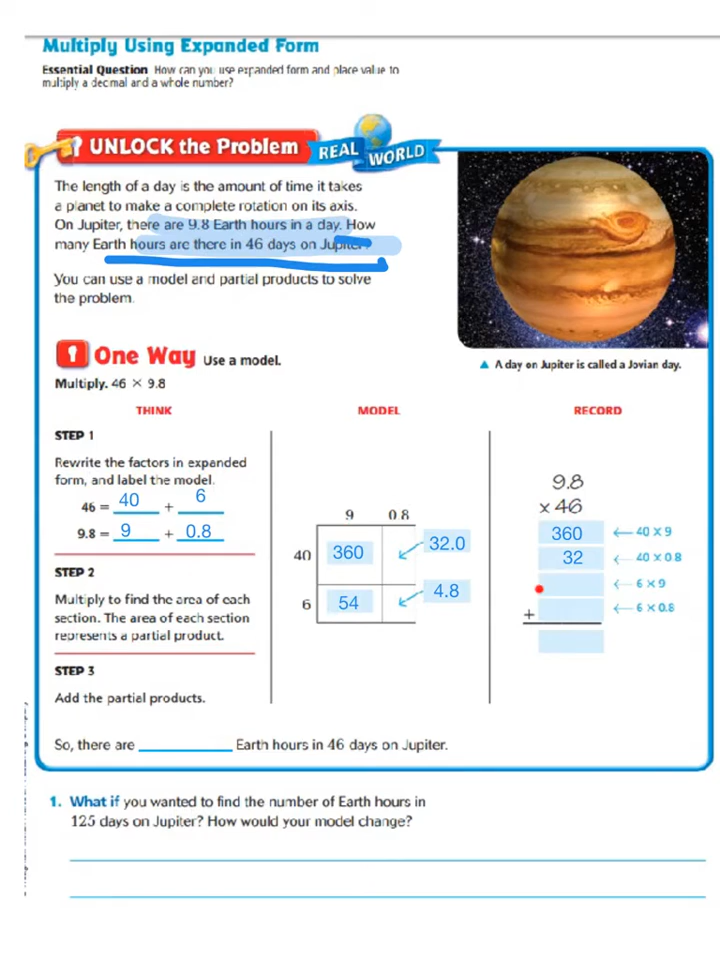 Multiply Using Expanded Form
Essential Question How can you use expanded form and place value to
multiply a decimal and a whole number?
UNLOCK the Problem REAL WORLD
The length of a day is the amount of time it takes
a planet to make a complete rotation on its axis.
On Jupiter, there are 9.8 Earth hours in a day. How
many Earth hours are there in 46 days on Jupiter?
You can use a model and partial products to solve
the problem.
One Way Use a model.
▲ A day on Jupiter is called a Jovian day.
Multiply. 46 × 9.8
THINK
STEP 1
Rewrite the factors in expanded
form, and label the model.
46 = 40 + 6
9.8 = 9 + 0.8
STEP 2
Multiply to find the area of each
section. The area of each section
represents a partial product.
STEP 3
Add the partial products.
MODEL
9 0.8
40 360 32.0
6 54 4.8
RECORD
9.8
x 46
360 ← 40 x 9
32 ← 40 x 0.8
← 6 x 9
+ ← 6 x 0.8
So, there are ____________ Earth hours in 46 days on Jupiter.
1. What if you wanted to find the number of Earth hours in
125 days on Jupiter? How would your model change?